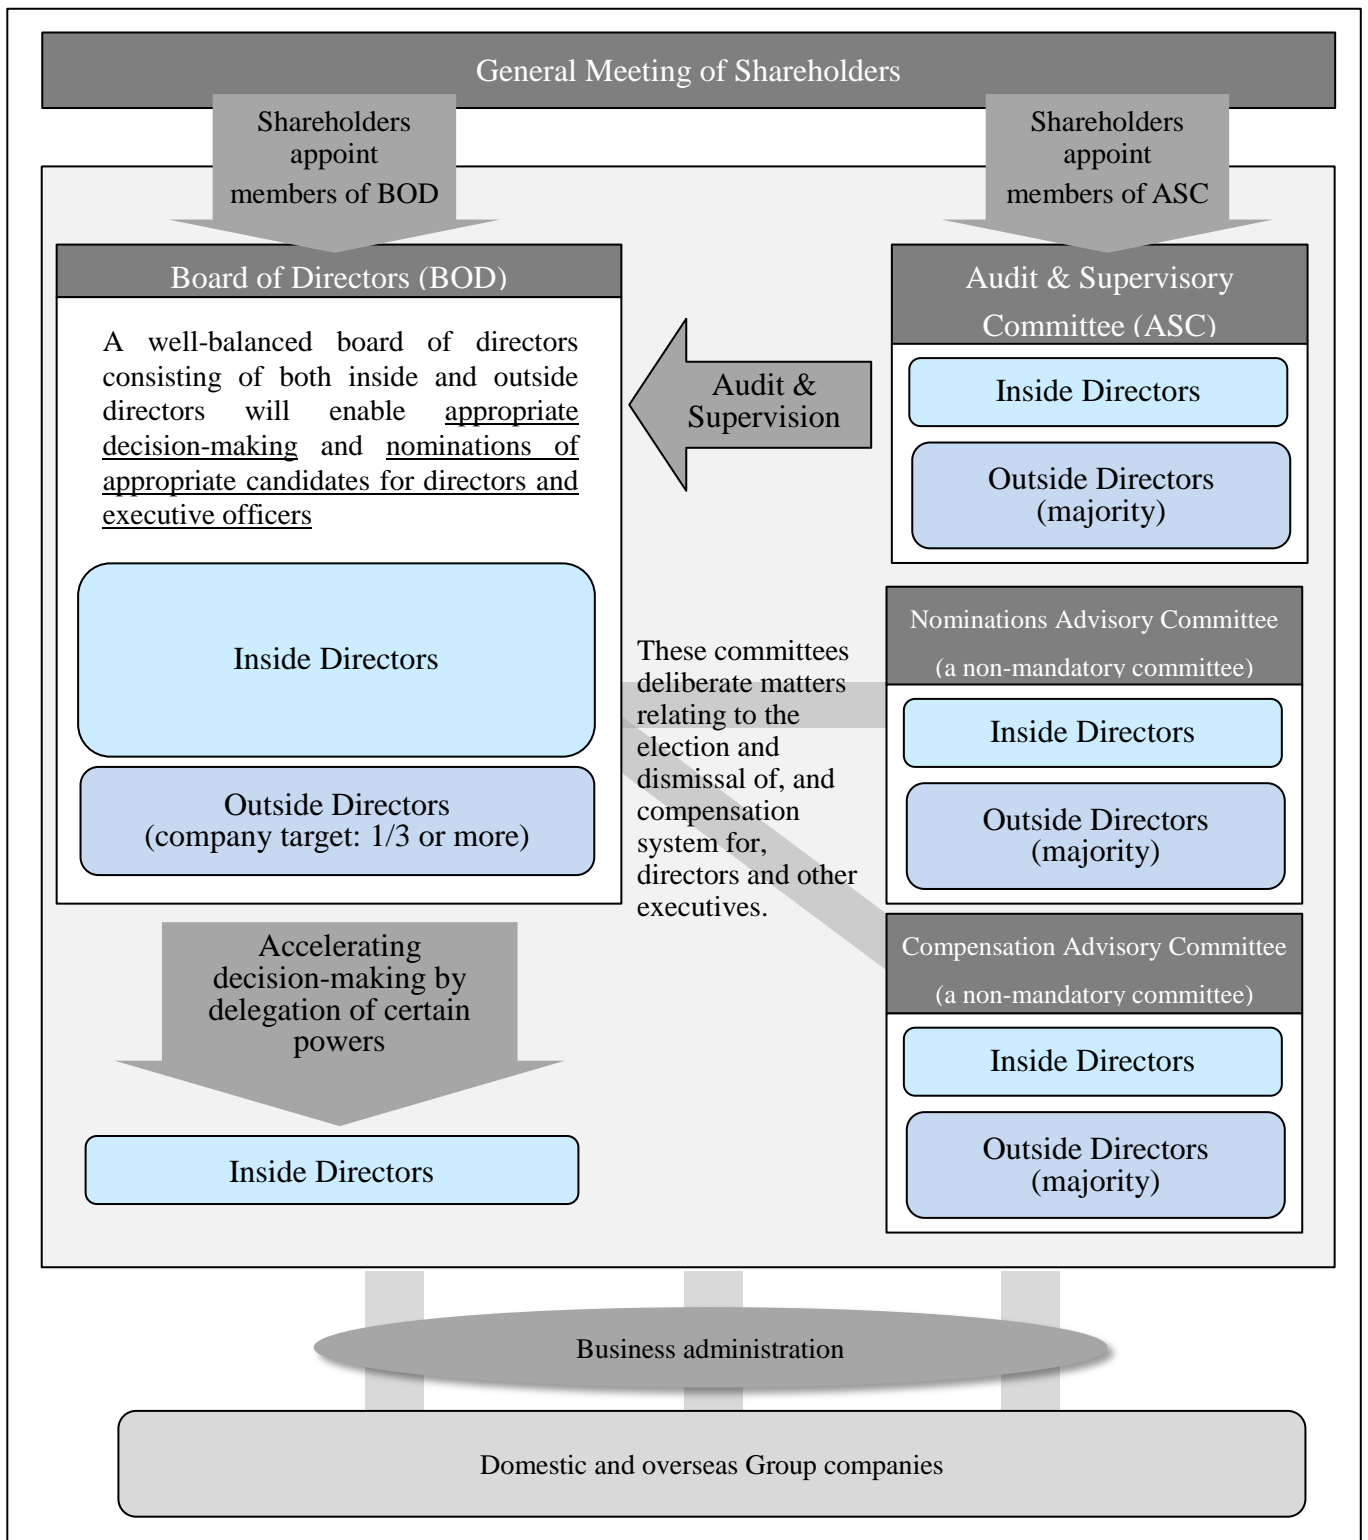 General Meeting of Shareholders
Shareholders
appoint
members of BOD
Shareholders
appoint
members of ASC
Board of Directors (BOD)
A well-balanced board of directors
consisting of both inside and outside
directors will enable appropriate
decision-making and nominations of
appropriate candidates for directors and
executive officers
Inside Directors
Outside Directors
(company target: 1/3 or more)
Audit &
Supervision
Audit & Supervisory
Committee (ASC)
Inside Directors
Outside Directors
(majority)
These committees
deliberate matters
relating to the
election and
dismissal of, and
compensation
system for,
directors and other
executives.
Nominations Advisory Committee
(a non-mandatory committee)
Inside Directors
Outside Directors
(majority)
Compensation Advisory Committee
(a non-mandatory committee)
Inside Directors
Outside Directors
(majority)
Accelerating
decision-making by
delegation of certain
powers
Inside Directors
Business administration
Domestic and overseas Group companies